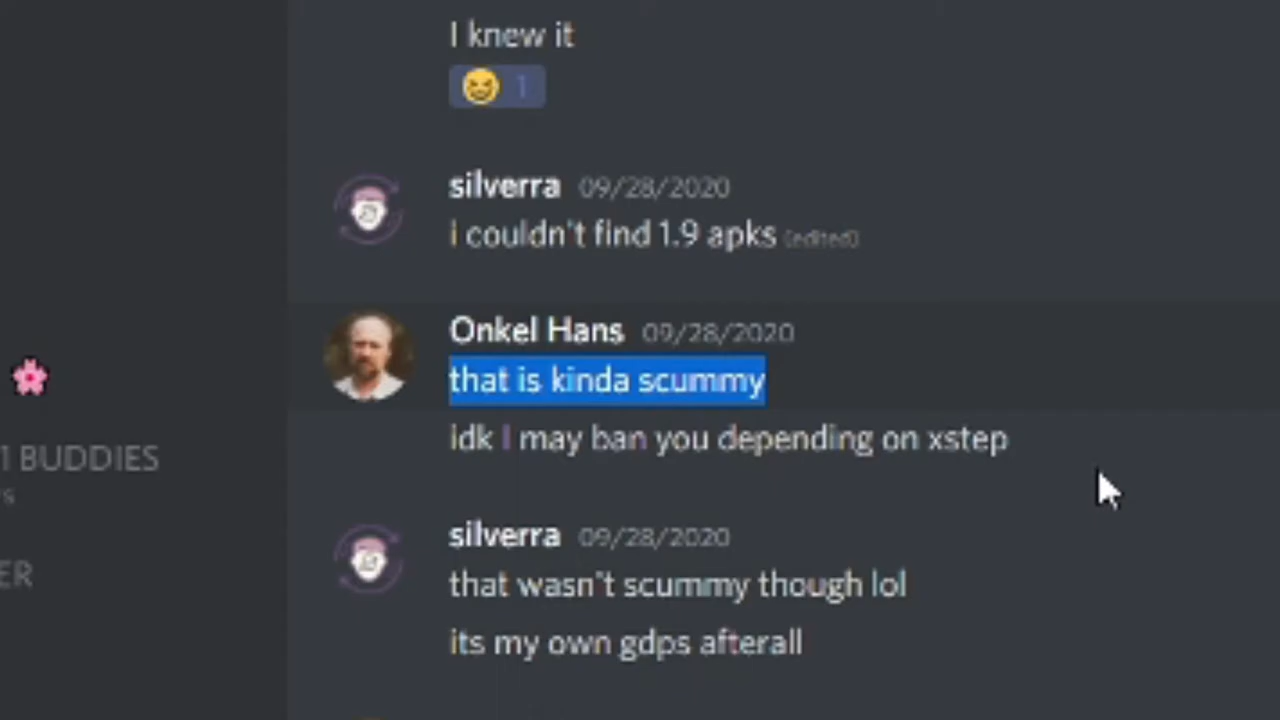 I knew it
1
silverra 09/28/2020
i couldn't find 1.9 apks (edited)
Onkel Hans 09/28/2020
that is kinda scummy
idk I may ban you depending on xstep
1 BUDDIES
silverra 09/28/2020
ER
that wasn't scummy though lol
its my own gdps afterall